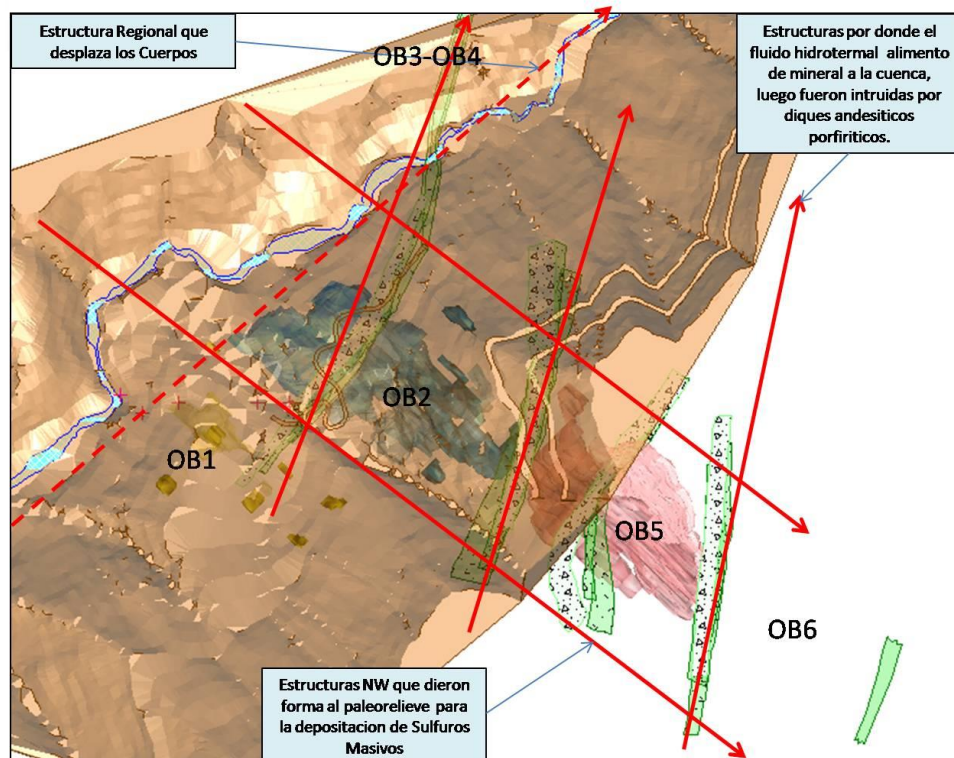 Estructura Regional que
desplaza los Cuerpos
OB3-OB4
Estructuras por donde el
fluido hidrotermal alimento
de mineral a la cuenca,
luego fueron intruidas por
diques andesiticos
porfiriticos.
OB2
OB1
OB5
OB6
Estructuras NW que dieron
forma al paleorelieve para
la depositacion de Sulfuros
Masivos